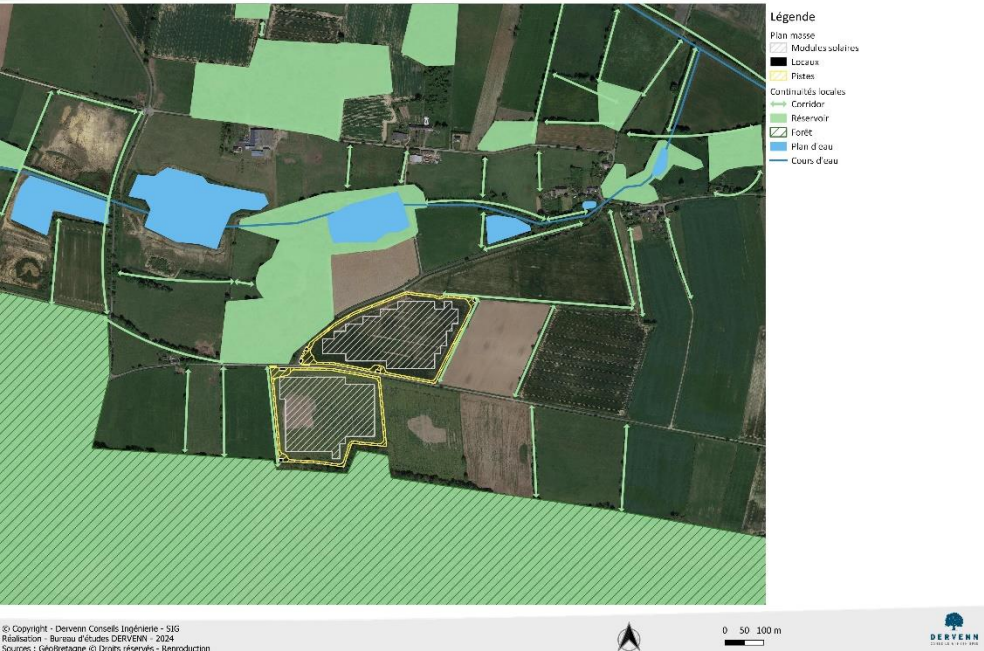 Légende
Plan masse
Modules solaires
Locaux
Pistes
Continuités locales
Corridor
Réservoir
Forêt
Plan d'eau
Cours d'eau
© Copyright - Dervenn Conseils Ingénierie - SIG
Réalisation - Bureau d'études DERVENN - 2024
Sources : GéoBretagne © Droits réservés - Reproduction
0 50 100 m
DERVENN